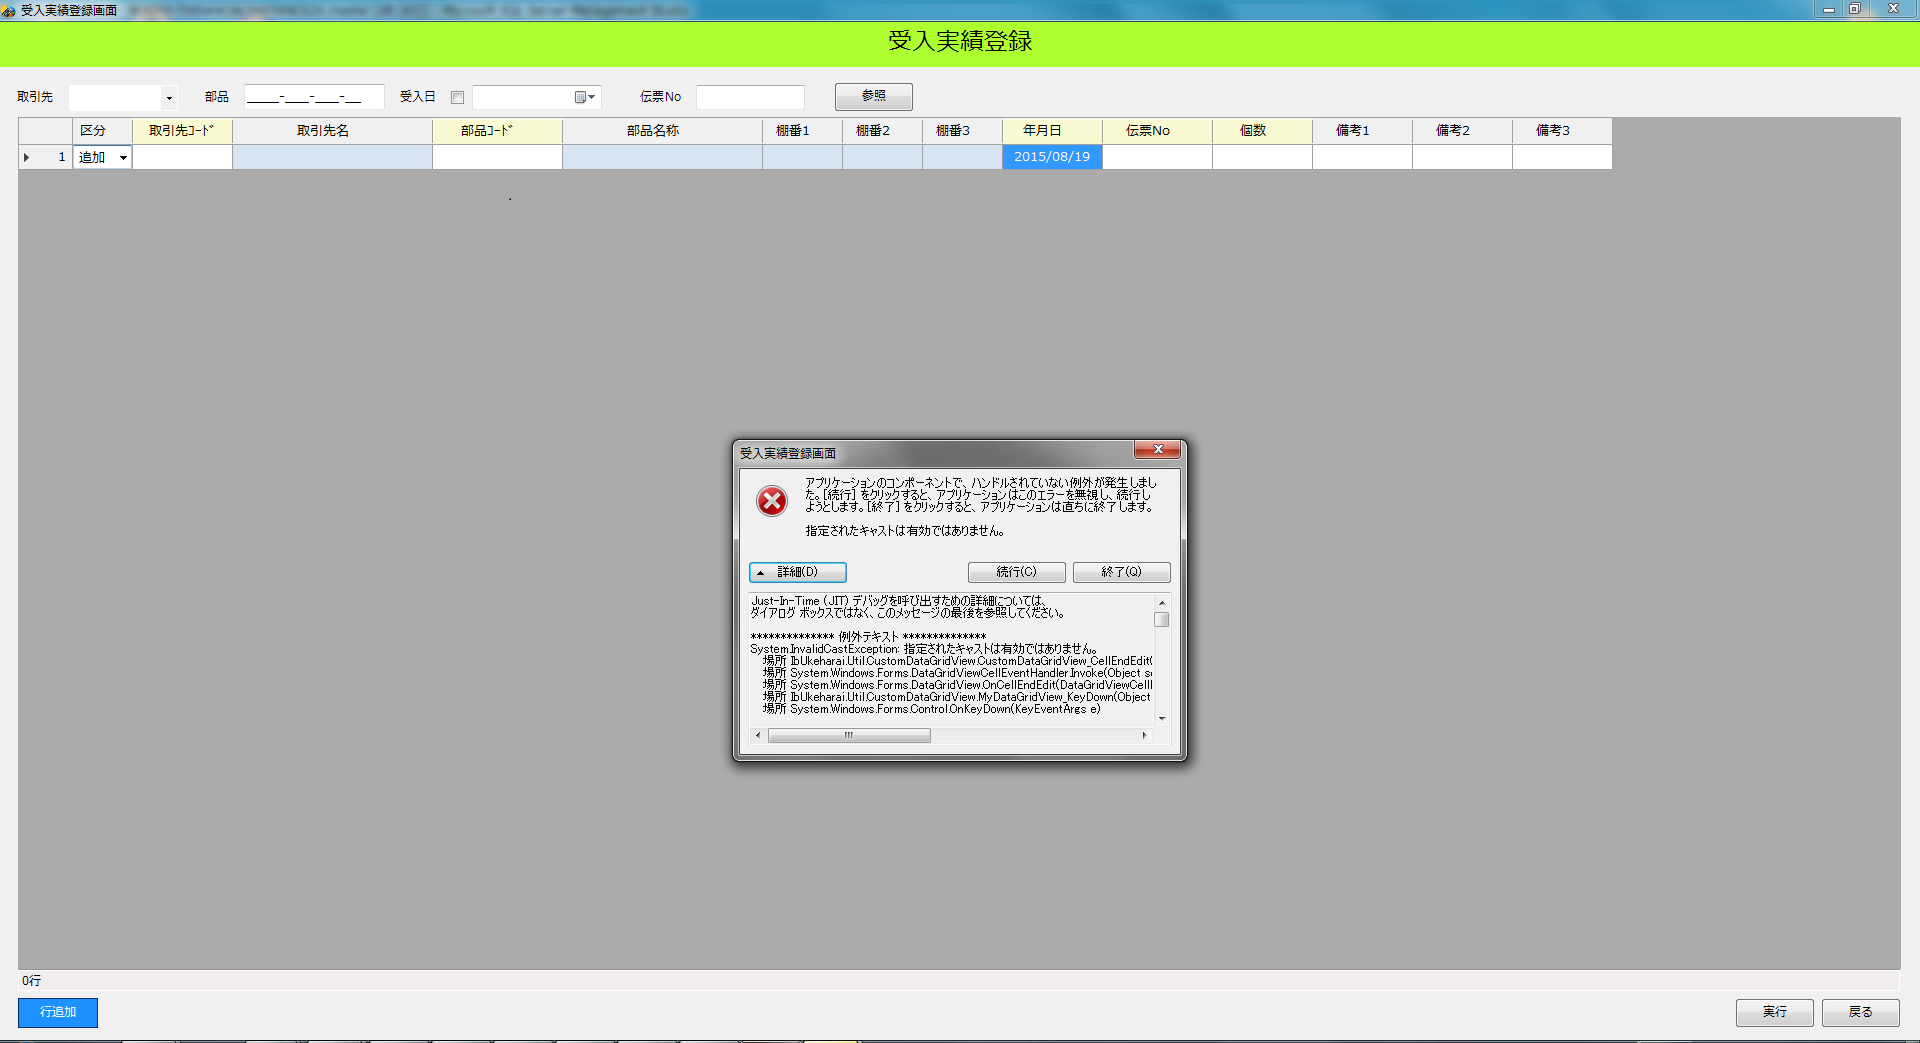 受入実績登録画面
受入実績登録
取引先 部品 _____-____-____-___ 受入日 伝票No 参照
区分 取引先ｺｰﾄﾞ 取引先名 部品ｺｰﾄﾞ 部品名称 棚番1 棚番2 棚番3 年月日 伝票No 個数 備考1 備考2 備考3
1 追加 2015/08/19
受入実績登録画面
アプリケーションのコンポーネントで、ハンドルされていない例外が発生しまし
た。[続行] をクリックすると、アプリケーションはこのエラーを無視し、続行し
ようとします。[終了] をクリックすると、アプリケーションは直ちに終了します。
指定されたキャストは有効ではありません。
詳細(D) 続行(C) 終了(Q)
Just-In-Time (JIT) デバッグを呼び出すための詳細については、
ダイアログ ボックスではなく、このメッセージの最後を参照してください。
************** 例外テキスト **************
System.InvalidCastException: 指定されたキャストは有効ではありません。
場所 IbUkeharai.Util.CustomDataGridView.CustomDataGridView_CellEndEdit(
場所 System.Windows.Forms.DataGridViewCellEventHandler.Invoke(Object se
場所 System.Windows.Forms.DataGridView.OnCellEndEdit(DataGridViewCellE
場所 IbUkeharai.Util.CustomDataGridView.MyDataGridView_KeyDown(Object
場所 System.Windows.Forms.Control.OnKeyDown(KeyEventArgs e)
0行
行追加 実行 戻る